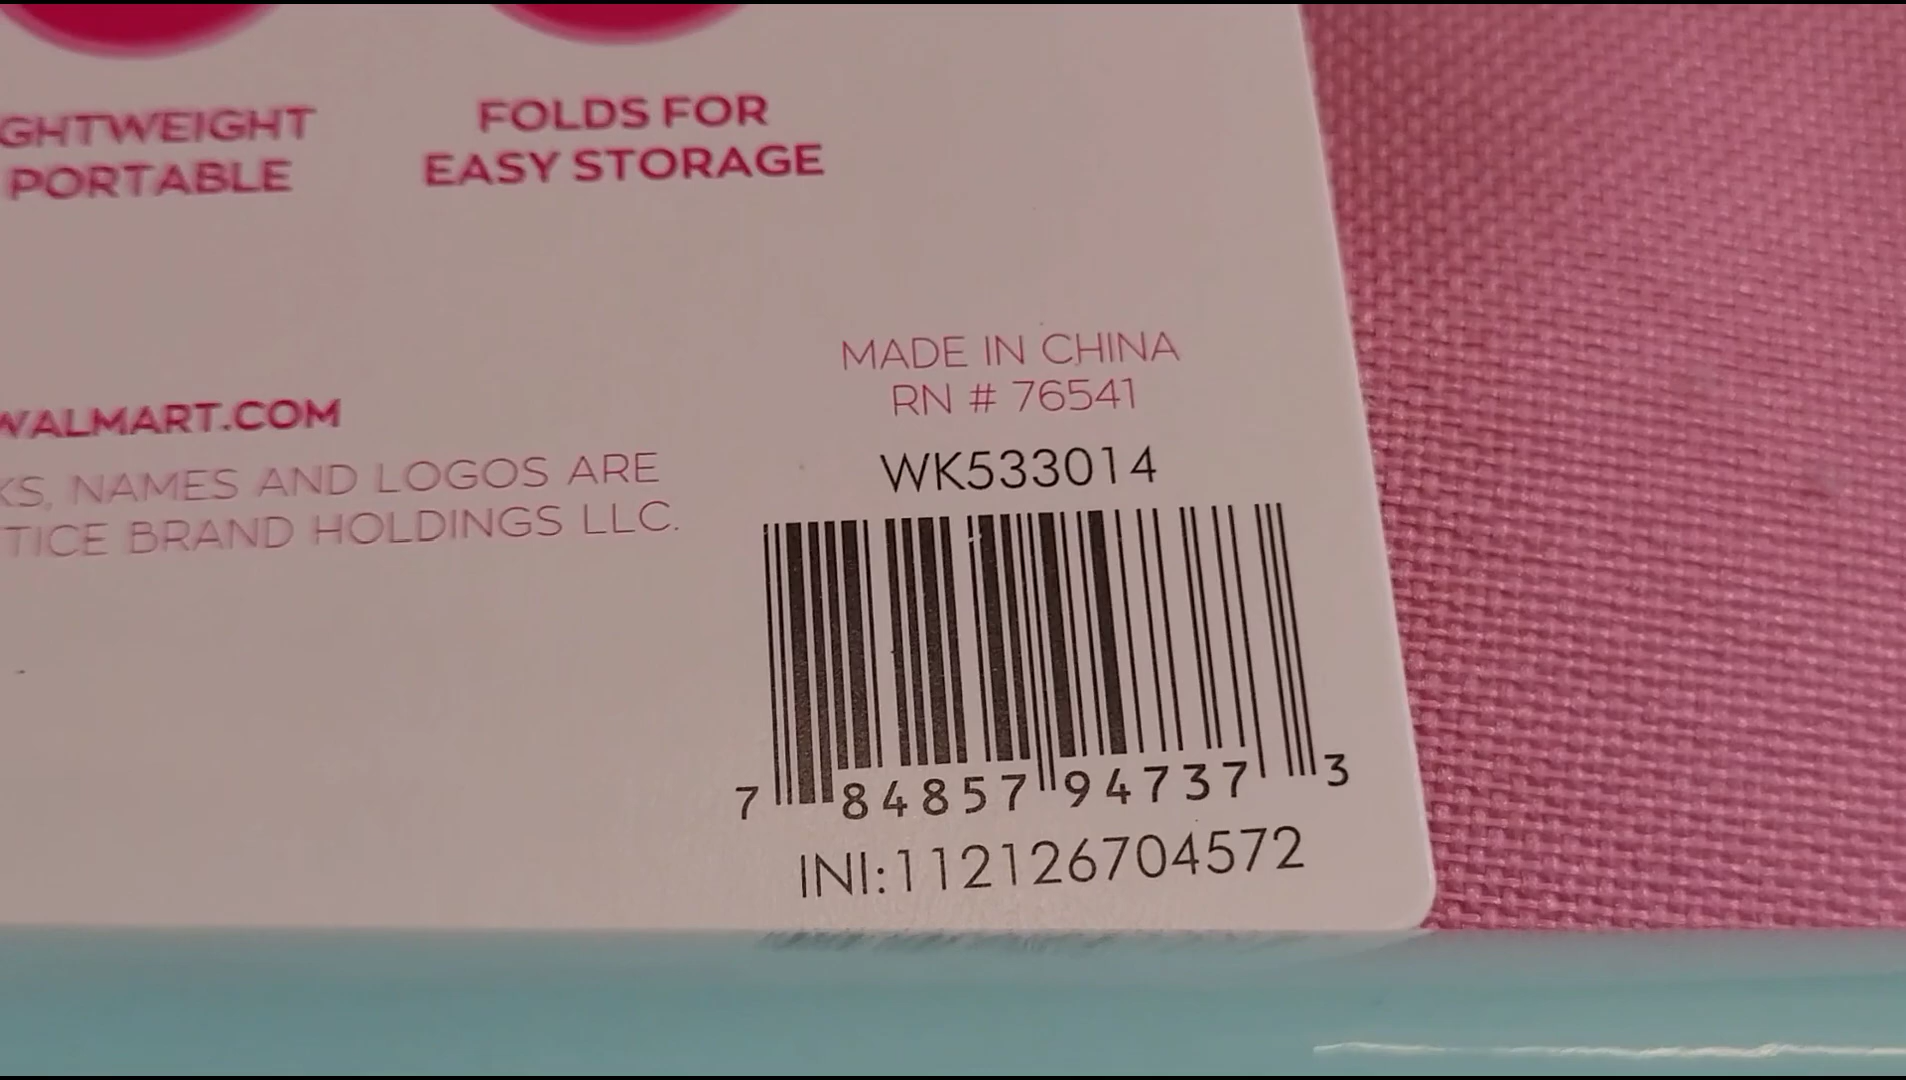 GHTWEIGHT
PORTABLE
FOLDS FOR
EASY STORAGE
MADE IN CHINA
RN # 76541
WALMART.COM
KS, NAMES AND LOGOS ARE
TICE BRAND HOLDINGS LLC.
WK533014
7 84857 94737 3
INI:112126704572